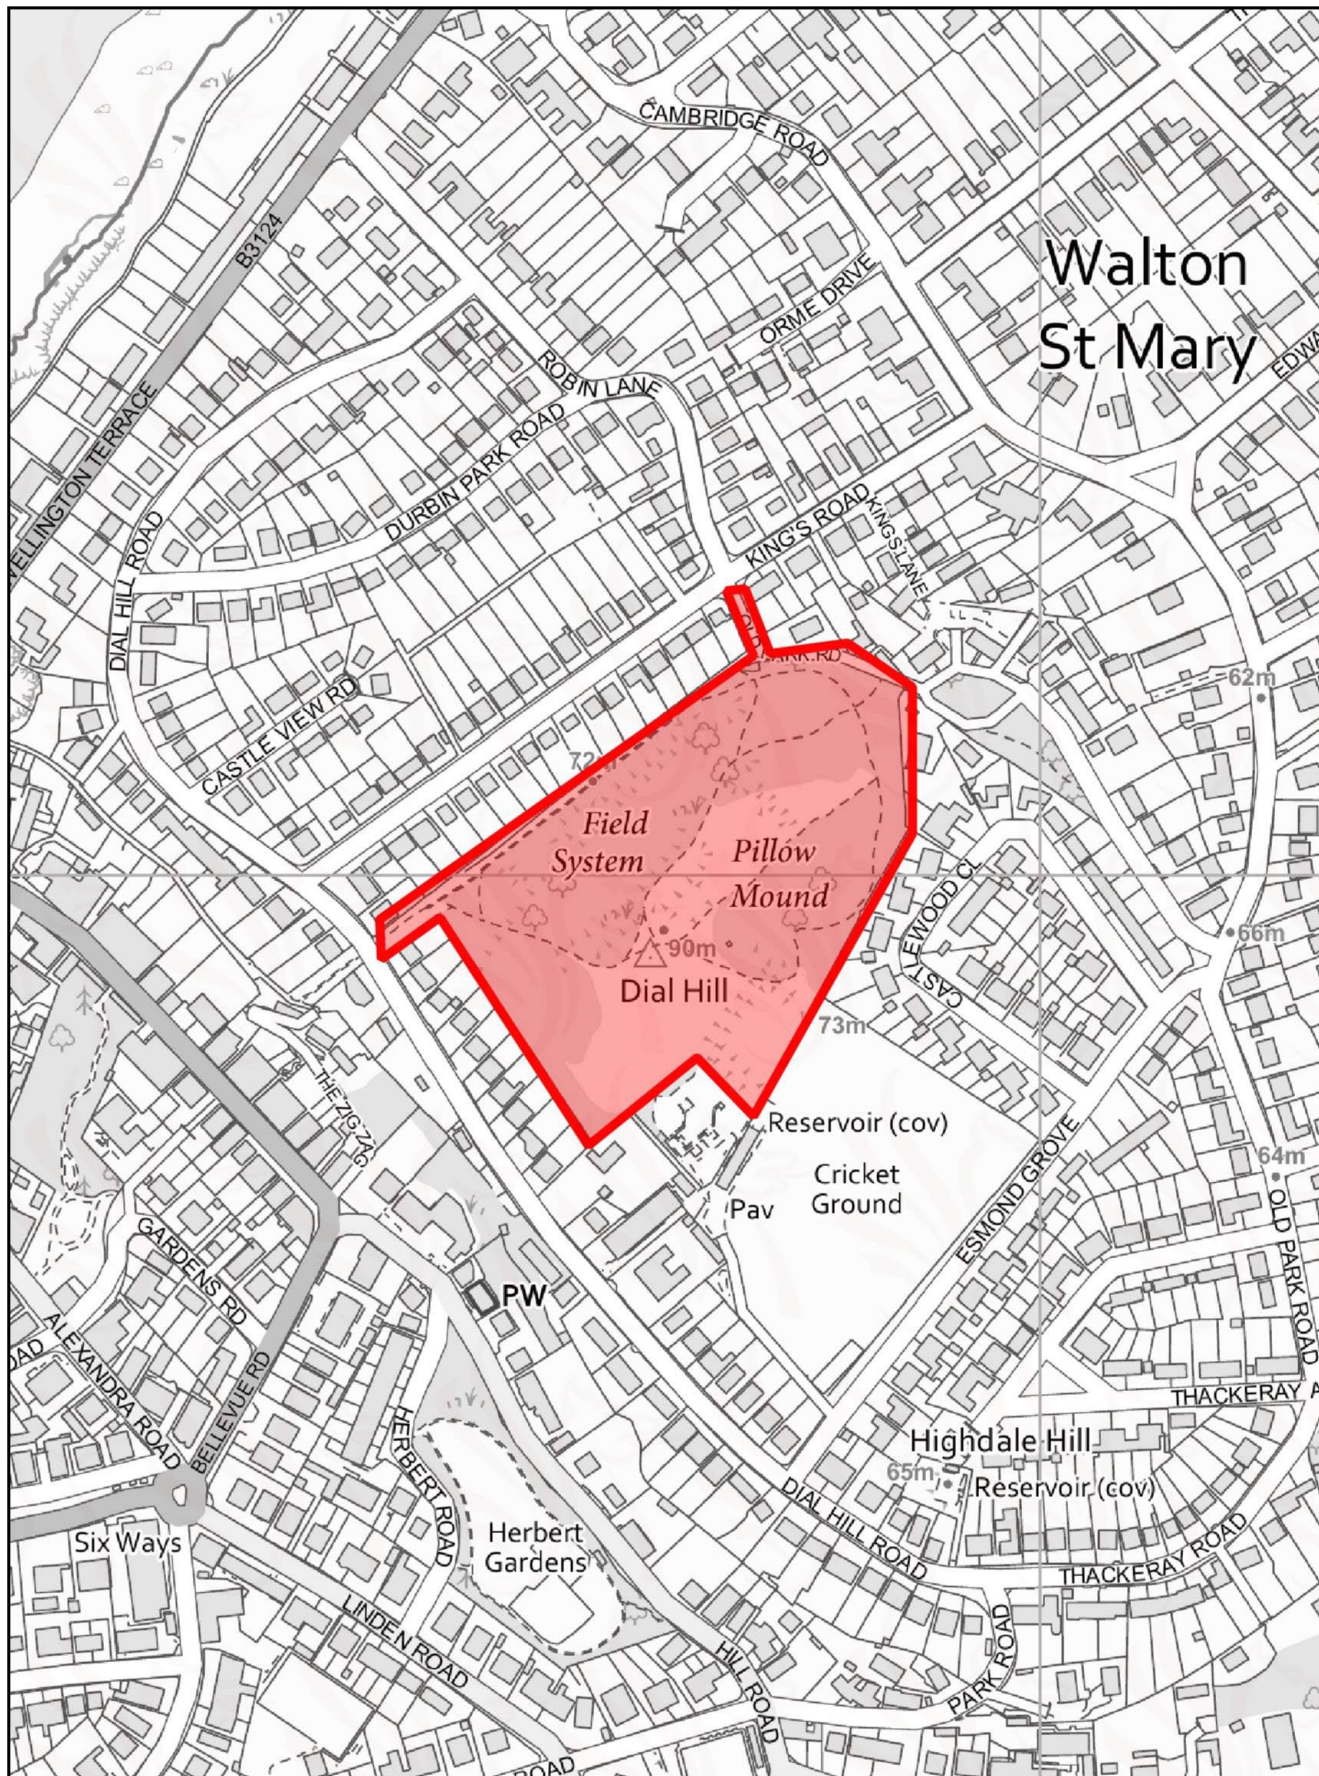 CAMBRIDGE ROAD
B3124
Walton
St Mary
ORME DRIVE
ROBIN LANE
DURBIN PARK ROAD
WELLINGTON TERRACE
KING'S ROAD
KINGS LANE
DIAL HILL ROAD
CASTLE VIEW RD
62m
Field
System
Pillow
Mound
CASTLEWOOD CL
66m
90m
Dial Hill
73m
THE ZIG ZAG
Reservoir (cov)
Cricket
Ground
Pav
ESMOND GROVE
64m
OLD PARK ROAD
GARDENS RD
PW
ALEXANDRA ROAD
BELLEVUE RD
HERBERT ROAD
THACKERAY A
Highdale Hill
65m
Reservoir (cov)
DIAL HILL ROAD
THACKERAY ROAD
Six Ways
Herbert
Gardens
LINDEN ROAD
HILL ROAD
PARK ROAD
ROAD